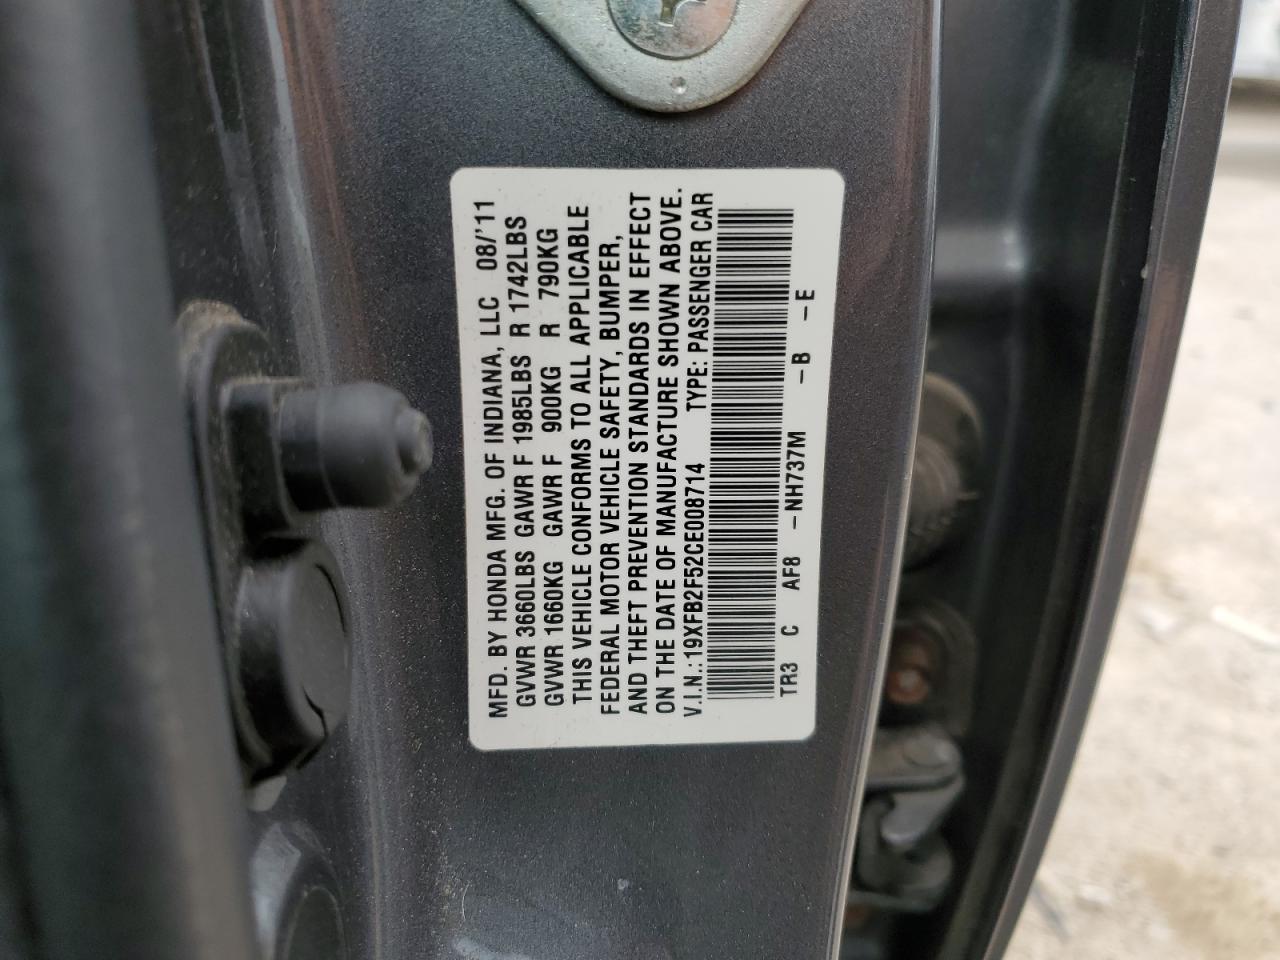 MFD. BY HONDA MFG. OF INDIANA, LLC 08/'11
GVWR 3660LBS GAWR F 1985LBS R 1742LBS
GVWR 1660KG GAWR F 900KG R 790KG
THIS VEHICLE CONFORMS TO ALL APPLICABLE
FEDERAL MOTOR VEHICLE SAFETY, BUMPER,
AND THEFT PREVENTION STANDARDS IN EFFECT
ON THE DATE OF MANUFACTURE SHOWN ABOVE.
V.I.N.:19XFB2F52CE008714 TYPE: PASSENGER CAR
TR3 C AF8 -NH737M -B -E